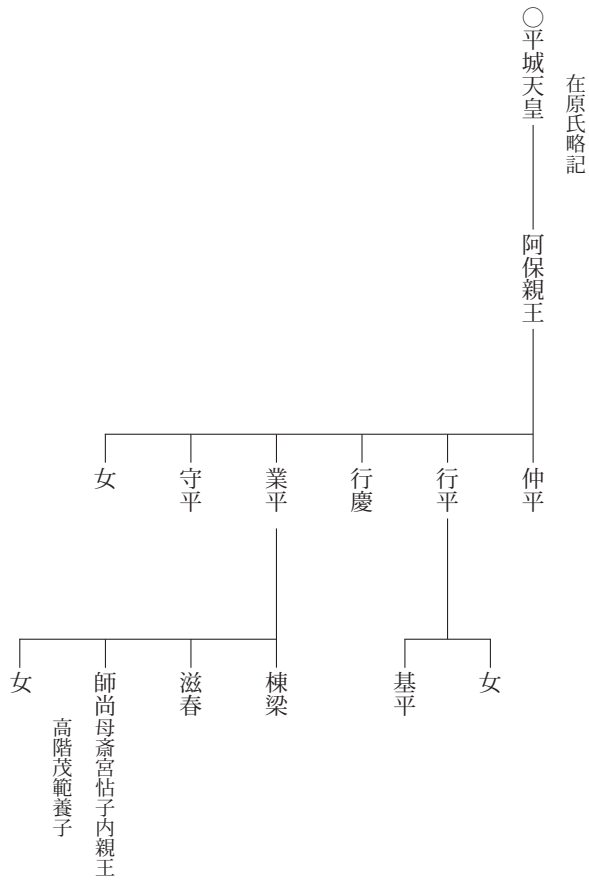 在原氏略記
○平城天皇
阿保親王
仲平
行平
行慶
業平
守平
女
女
基平
棟梁
滋春
師尚母斎宮怙子内親王
高階茂範養子
女